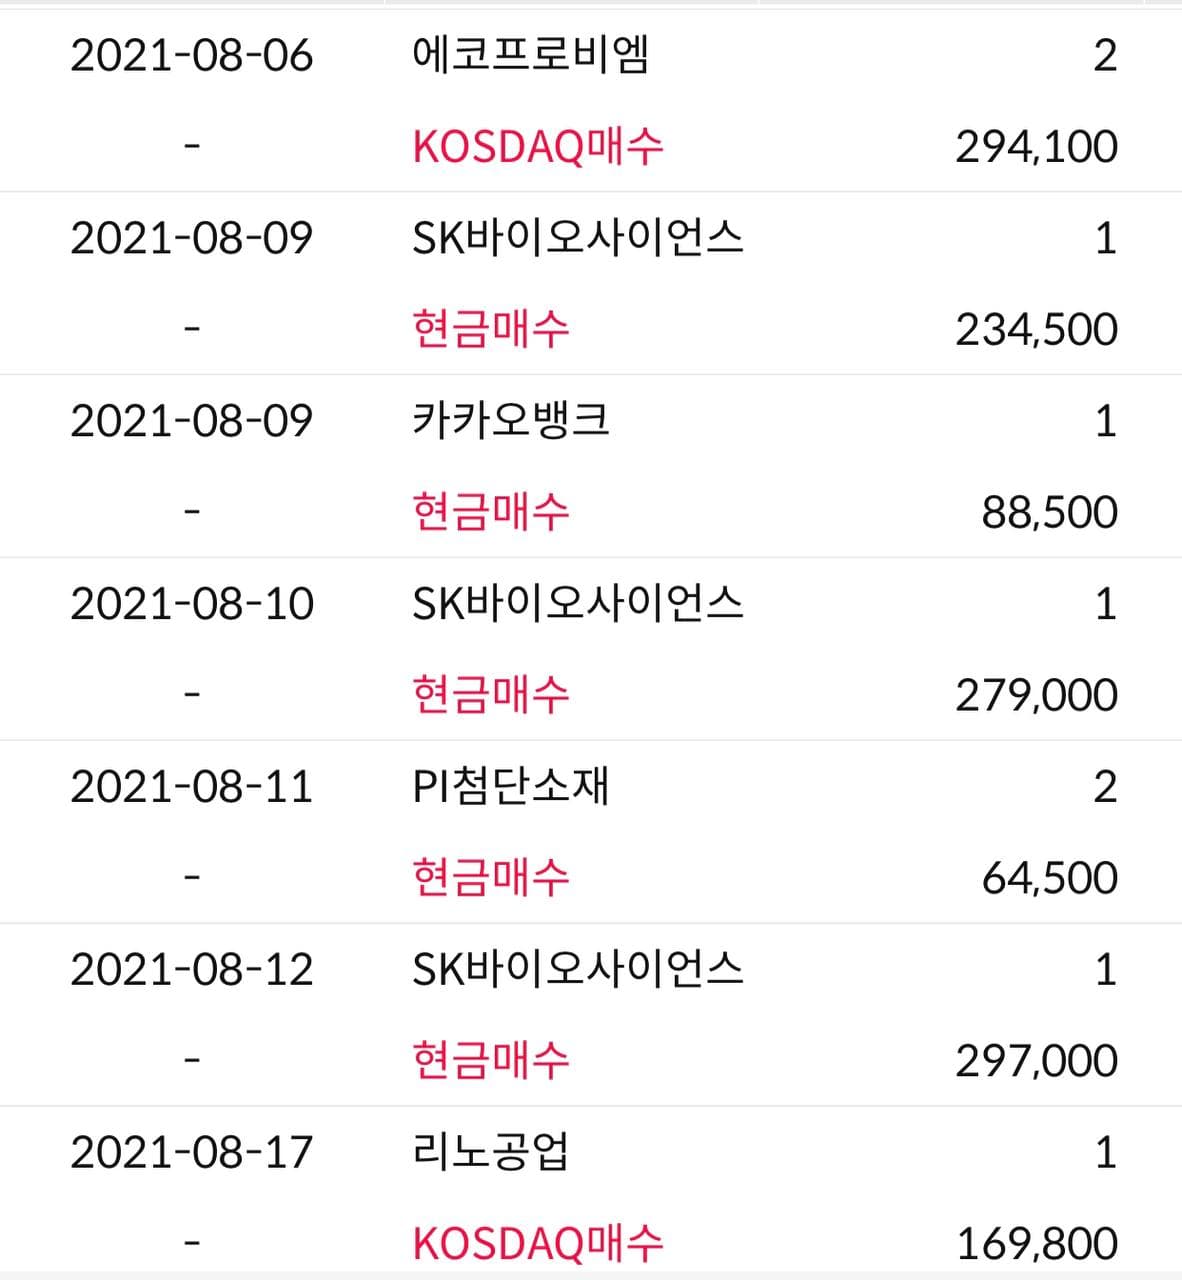 2021-08-06 에코프로비엠 2
- KOSDAQ매수 294,100
2021-08-09 SK바이오사이언스 1
- 현금매수 234,500
2021-08-09 카카오뱅크 1
- 현금매수 88,500
2021-08-10 SK바이오사이언스 1
- 현금매수 279,000
2021-08-11 PI첨단소재 2
- 현금매수 64,500
2021-08-12 SK바이오사이언스 1
- 현금매수 297,000
2021-08-17 리노공업 1
- KOSDAQ매수 169,800